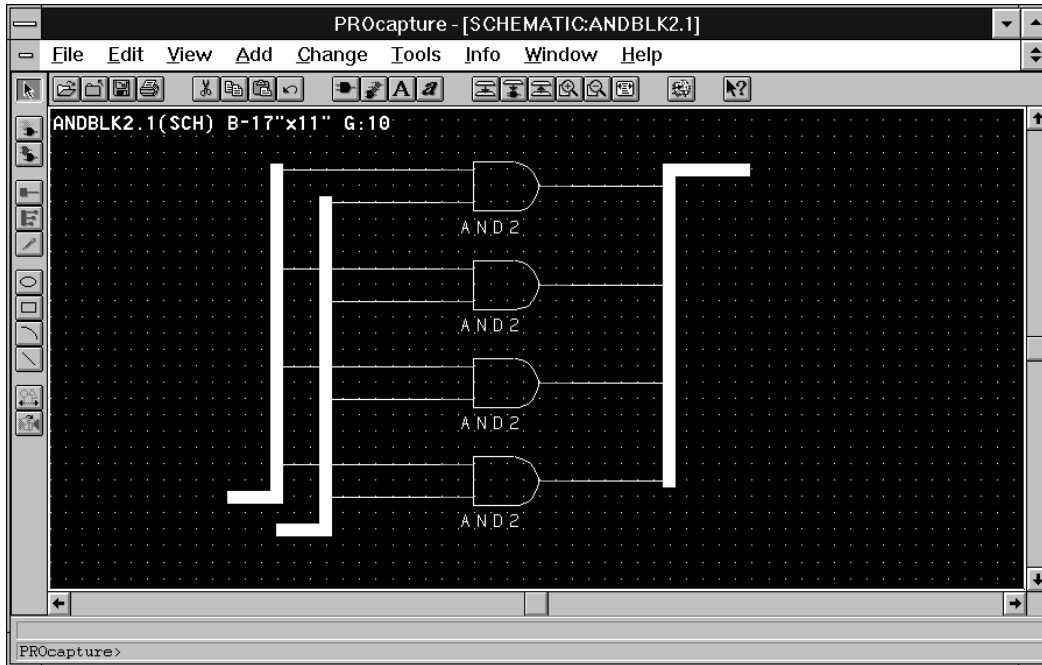 PROcapture - [SCHEMATIC:ANDBLK2.1]
File Edit View Add Change Tools Info Window Help
A a
ANDBLK2.1(SCH) B-17"x11" G:10
AND2
AND2
AND2
AND2
PROcapture>